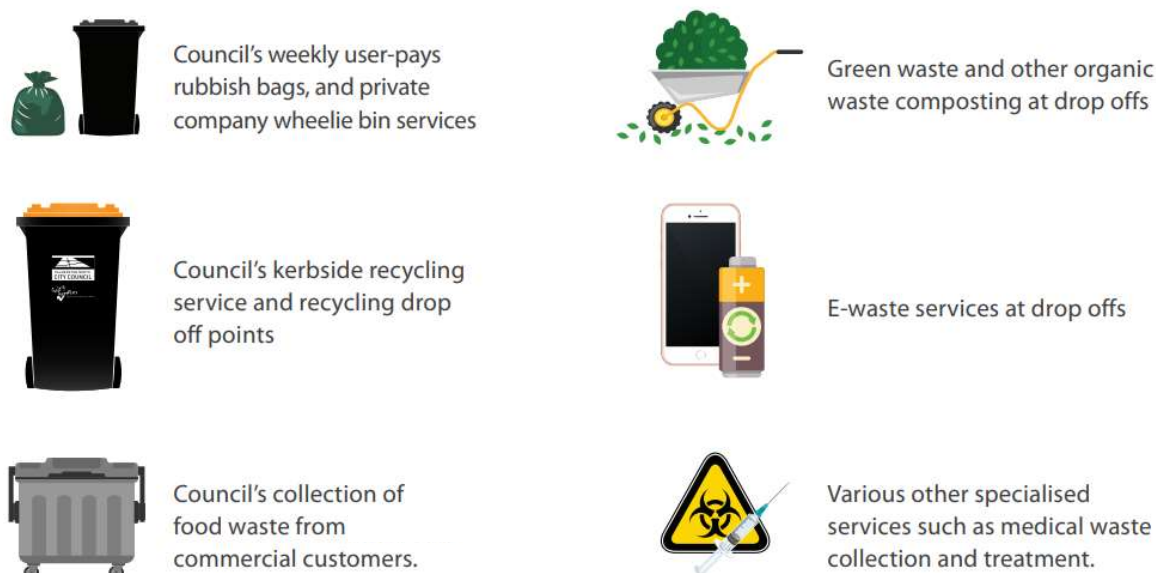 Council's weekly user-pays
rubbish bags, and private
company wheelie bin services
Green waste and other organic
waste composting at drop offs
CITY COUNCIL
Council's kerbside recycling
service and recycling drop
off points
E-waste services at drop offs
Council's collection of
food waste from
commercial customers.
Various other specialised
services such as medical waste
collection and treatment.